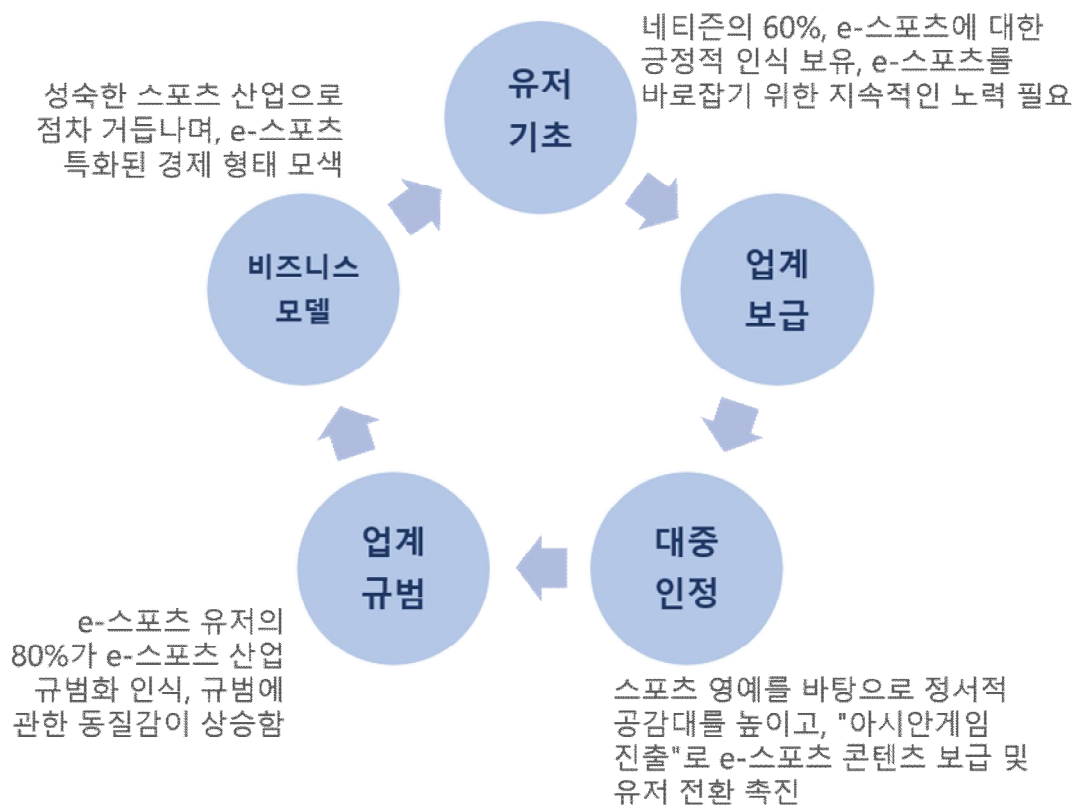 유저
기초
네티즌의 60%, e-스포츠에 대한
긍정적 인식 보유, e-스포츠를
바로잡기 위한 지속적인 노력 필요
업계
보급
대중
인정
스포츠 영예를 바탕으로 정서적
공감대를 높이고, "아시안게임
진출"로 e-스포츠 콘텐츠 보급 및
유저 전환 촉진
업계
규범
e-스포츠 유저의
80%가 e-스포츠 산업
규범화 인식, 규범에
관한 동질감이 상승함
비즈니스
모델
성숙한 스포츠 산업으로
점차 거듭나며, e-스포츠
특화된 경제 형태 모색